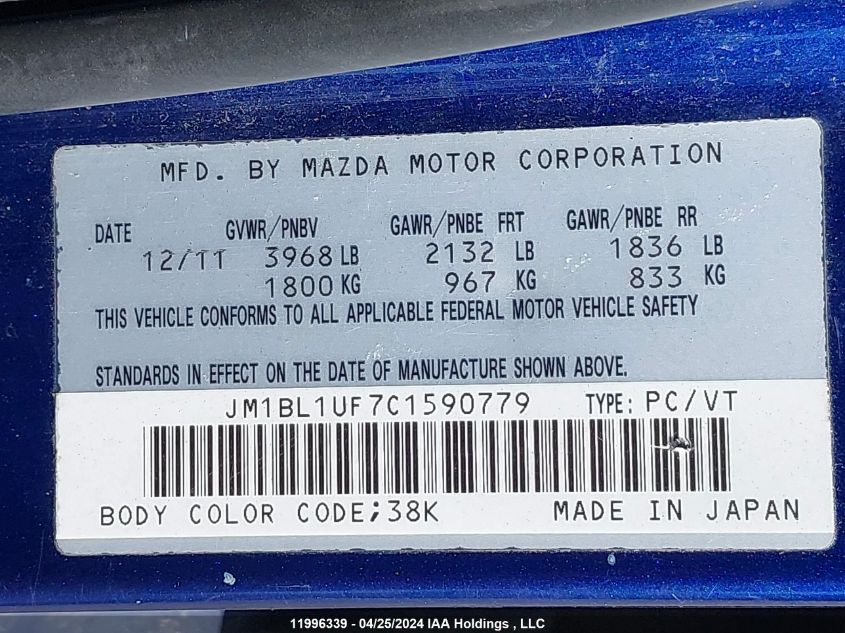 MFD. BY MAZDA MOTOR CORPORATION
DATE GVWR/PNBV GAWR/PNBE FRT GAWR/PNBE RR
12/11 3968 LB 2132 LB 1836 LB
1800 KG 967 KG 833 KG
THIS VEHICLE CONFORMS TO ALL APPLICABLE FEDERAL MOTOR VEHICLE SAFETY
STANDARDS IN EFFECT ON THE DATE OF MANUFACTURE SHOWN ABOVE.
JM1BL1UF7C1590779 TYPE: PC/VT
BODY COLOR CODE;38K MADE IN JAPAN
11996339 - 04/25/2024 IAA Holdings , LLC